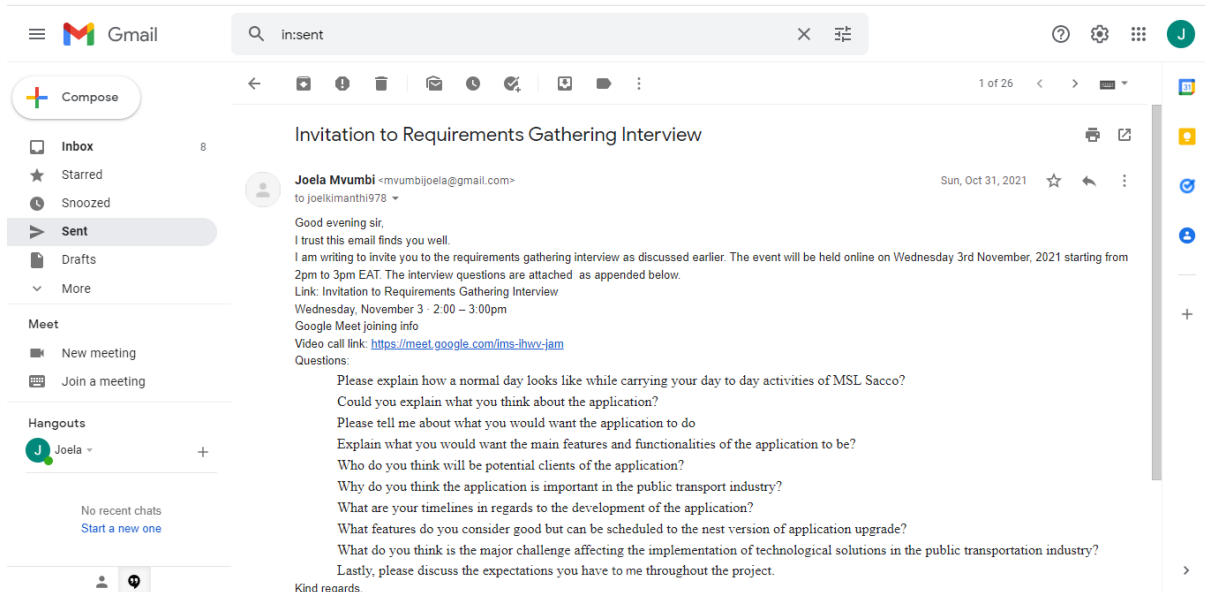 Gmail
in:sent
J
Compose
1 of 26
31
Invitation to Requirements Gathering Interview
Inbox 8
Starred
Snoozed
Sent
Drafts
More
Joela Mvumbi <mvumbijoela@gmail.com>
Sun, Oct 31, 2021
to joelkimanthi978
Good evening sir,
I trust this email finds you well.
I am writing to invite you to the requirements gathering interview as discussed earlier. The event will be held online on Wednesday 3rd November, 2021 starting from
2pm to 3pm EAT. The interview questions are attached as appended below.
Link: Invitation to Requirements Gathering Interview
Wednesday, November 3 · 2:00 – 3:00pm
Google Meet joining info
Video call link: https://meet.google.com/ims-ihwv-jam
Questions:
Please explain how a normal day looks like while carrying your day to day activities of MSL Sacco?
Could you explain what you think about the application?
Please tell me about what you would want the application to do
Explain what you would want the main features and functionalities of the application to be?
Who do you think will be potential clients of the application?
Why do you think the application is important in the public transport industry?
What are your timelines in regards to the development of the application?
What features do you consider good but can be scheduled to the nest version of application upgrade?
What do you think is the major challenge affecting the implementation of technological solutions in the public transportation industry?
Lastly, please discuss the expectations you have to me throughout the project.
Kind regards,
Meet
New meeting
Join a meeting
Hangouts
J Joela
No recent chats
Start a new one